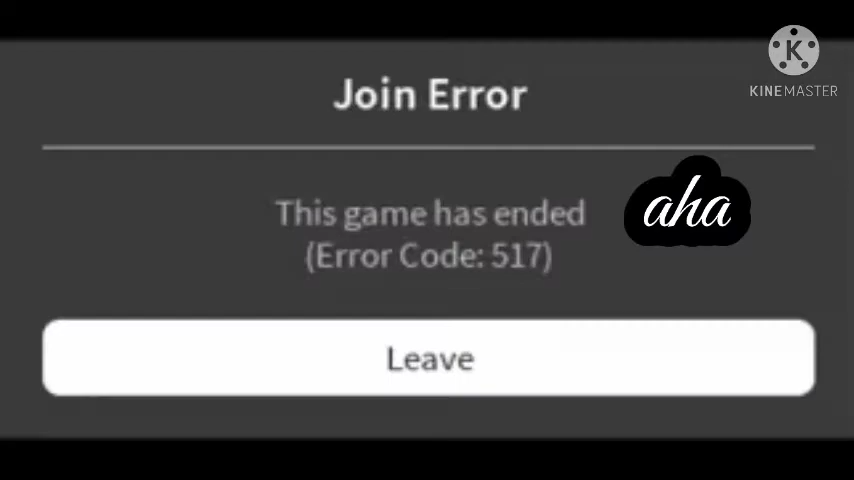 KINEMASTER
Join Error
This game has ended
aha
(Error Code: 517)
Leave